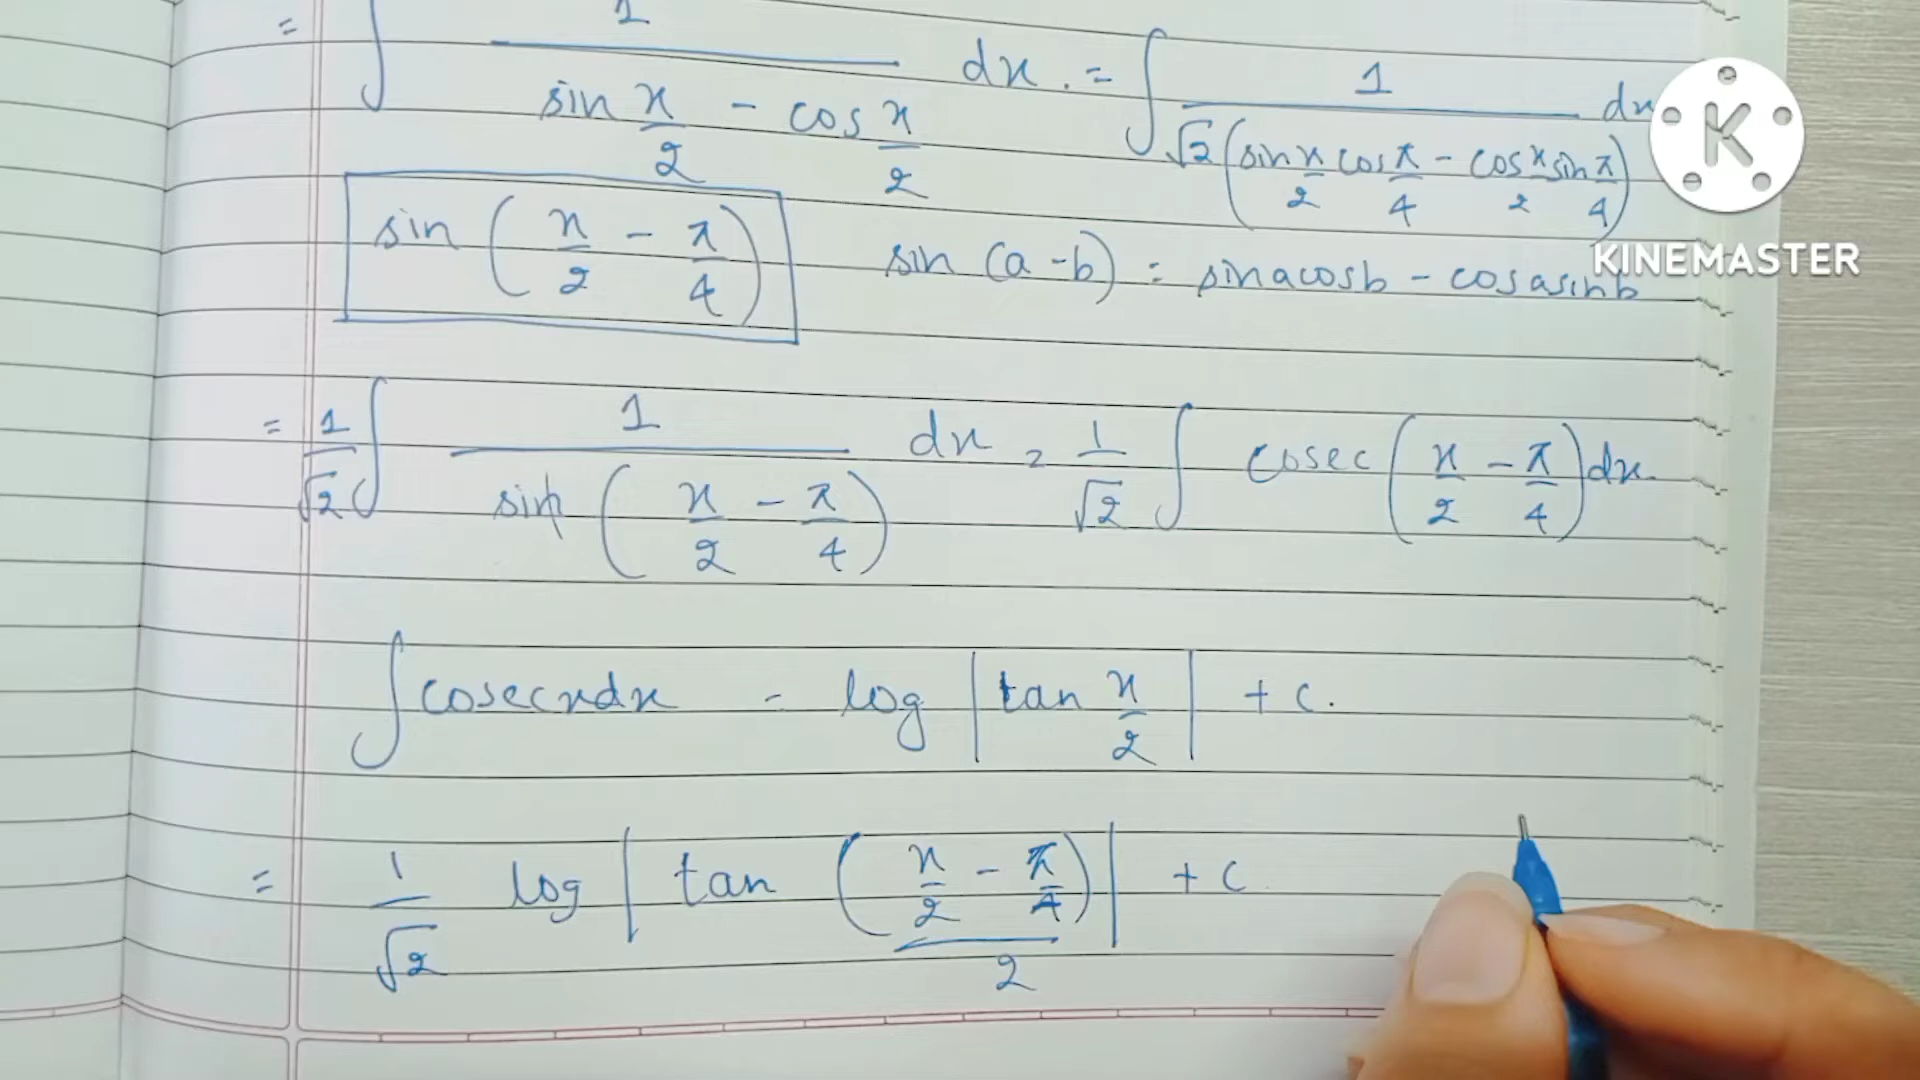 = ∫ 1/(sin x/2 - cos x/2) dx . = ∫ 1/(√2 (sin x/2 cos π/4 - cos x/2 sin π/4)) dx
sin (x/2 - π/4) sin (a - b) = sina cosb - cosa sinb
= 1/√2 ∫ 1/(sin (x/2 - π/4)) dx = 1/√2 ∫ cosec (x/2 - π/4) dx.
∫ cosecxdx = log |tan x/2| + c.
= 1/√2 log | tan (x/2 - π/4)/2 | + c
K
KINEMASTER